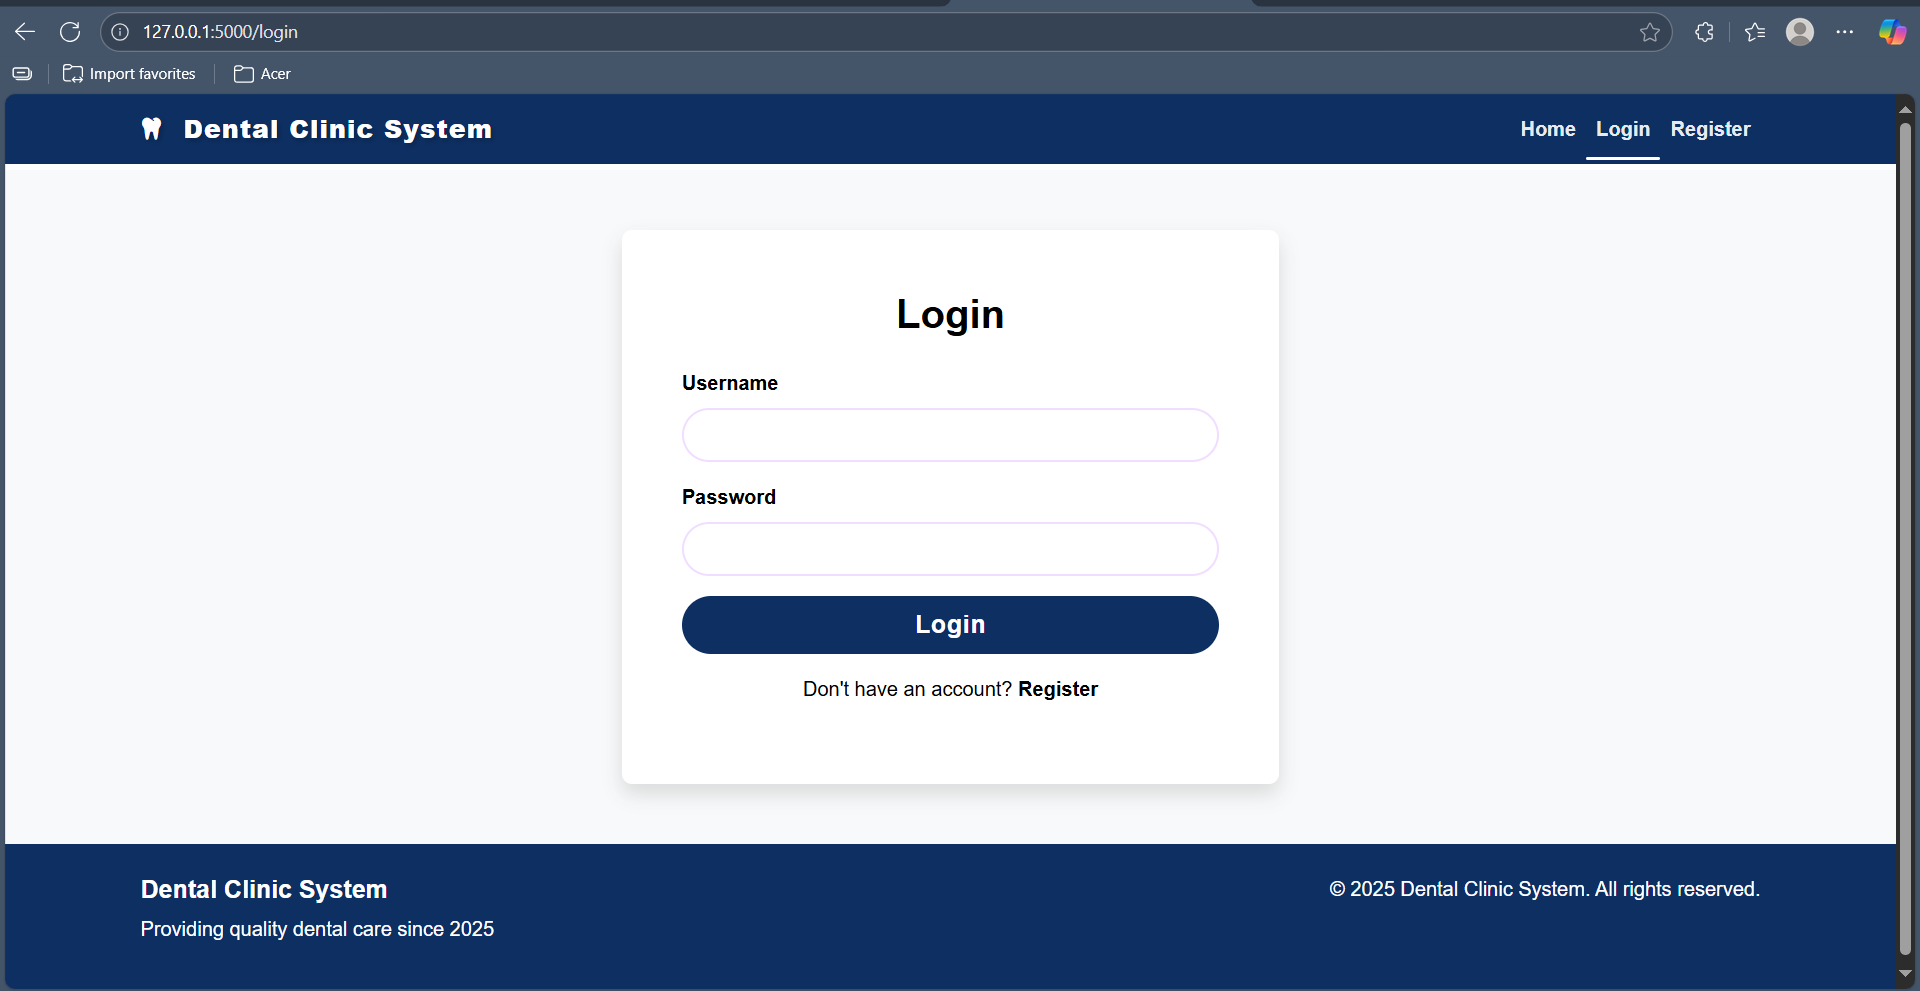 127.0.0.1:5000/login
Import favorites
Acer
Dental Clinic System
Home
Login
Register
Login
Username
Password
Login
Don't have an account? Register
Dental Clinic System
© 2025 Dental Clinic System. All rights reserved.
Providing quality dental care since 2025